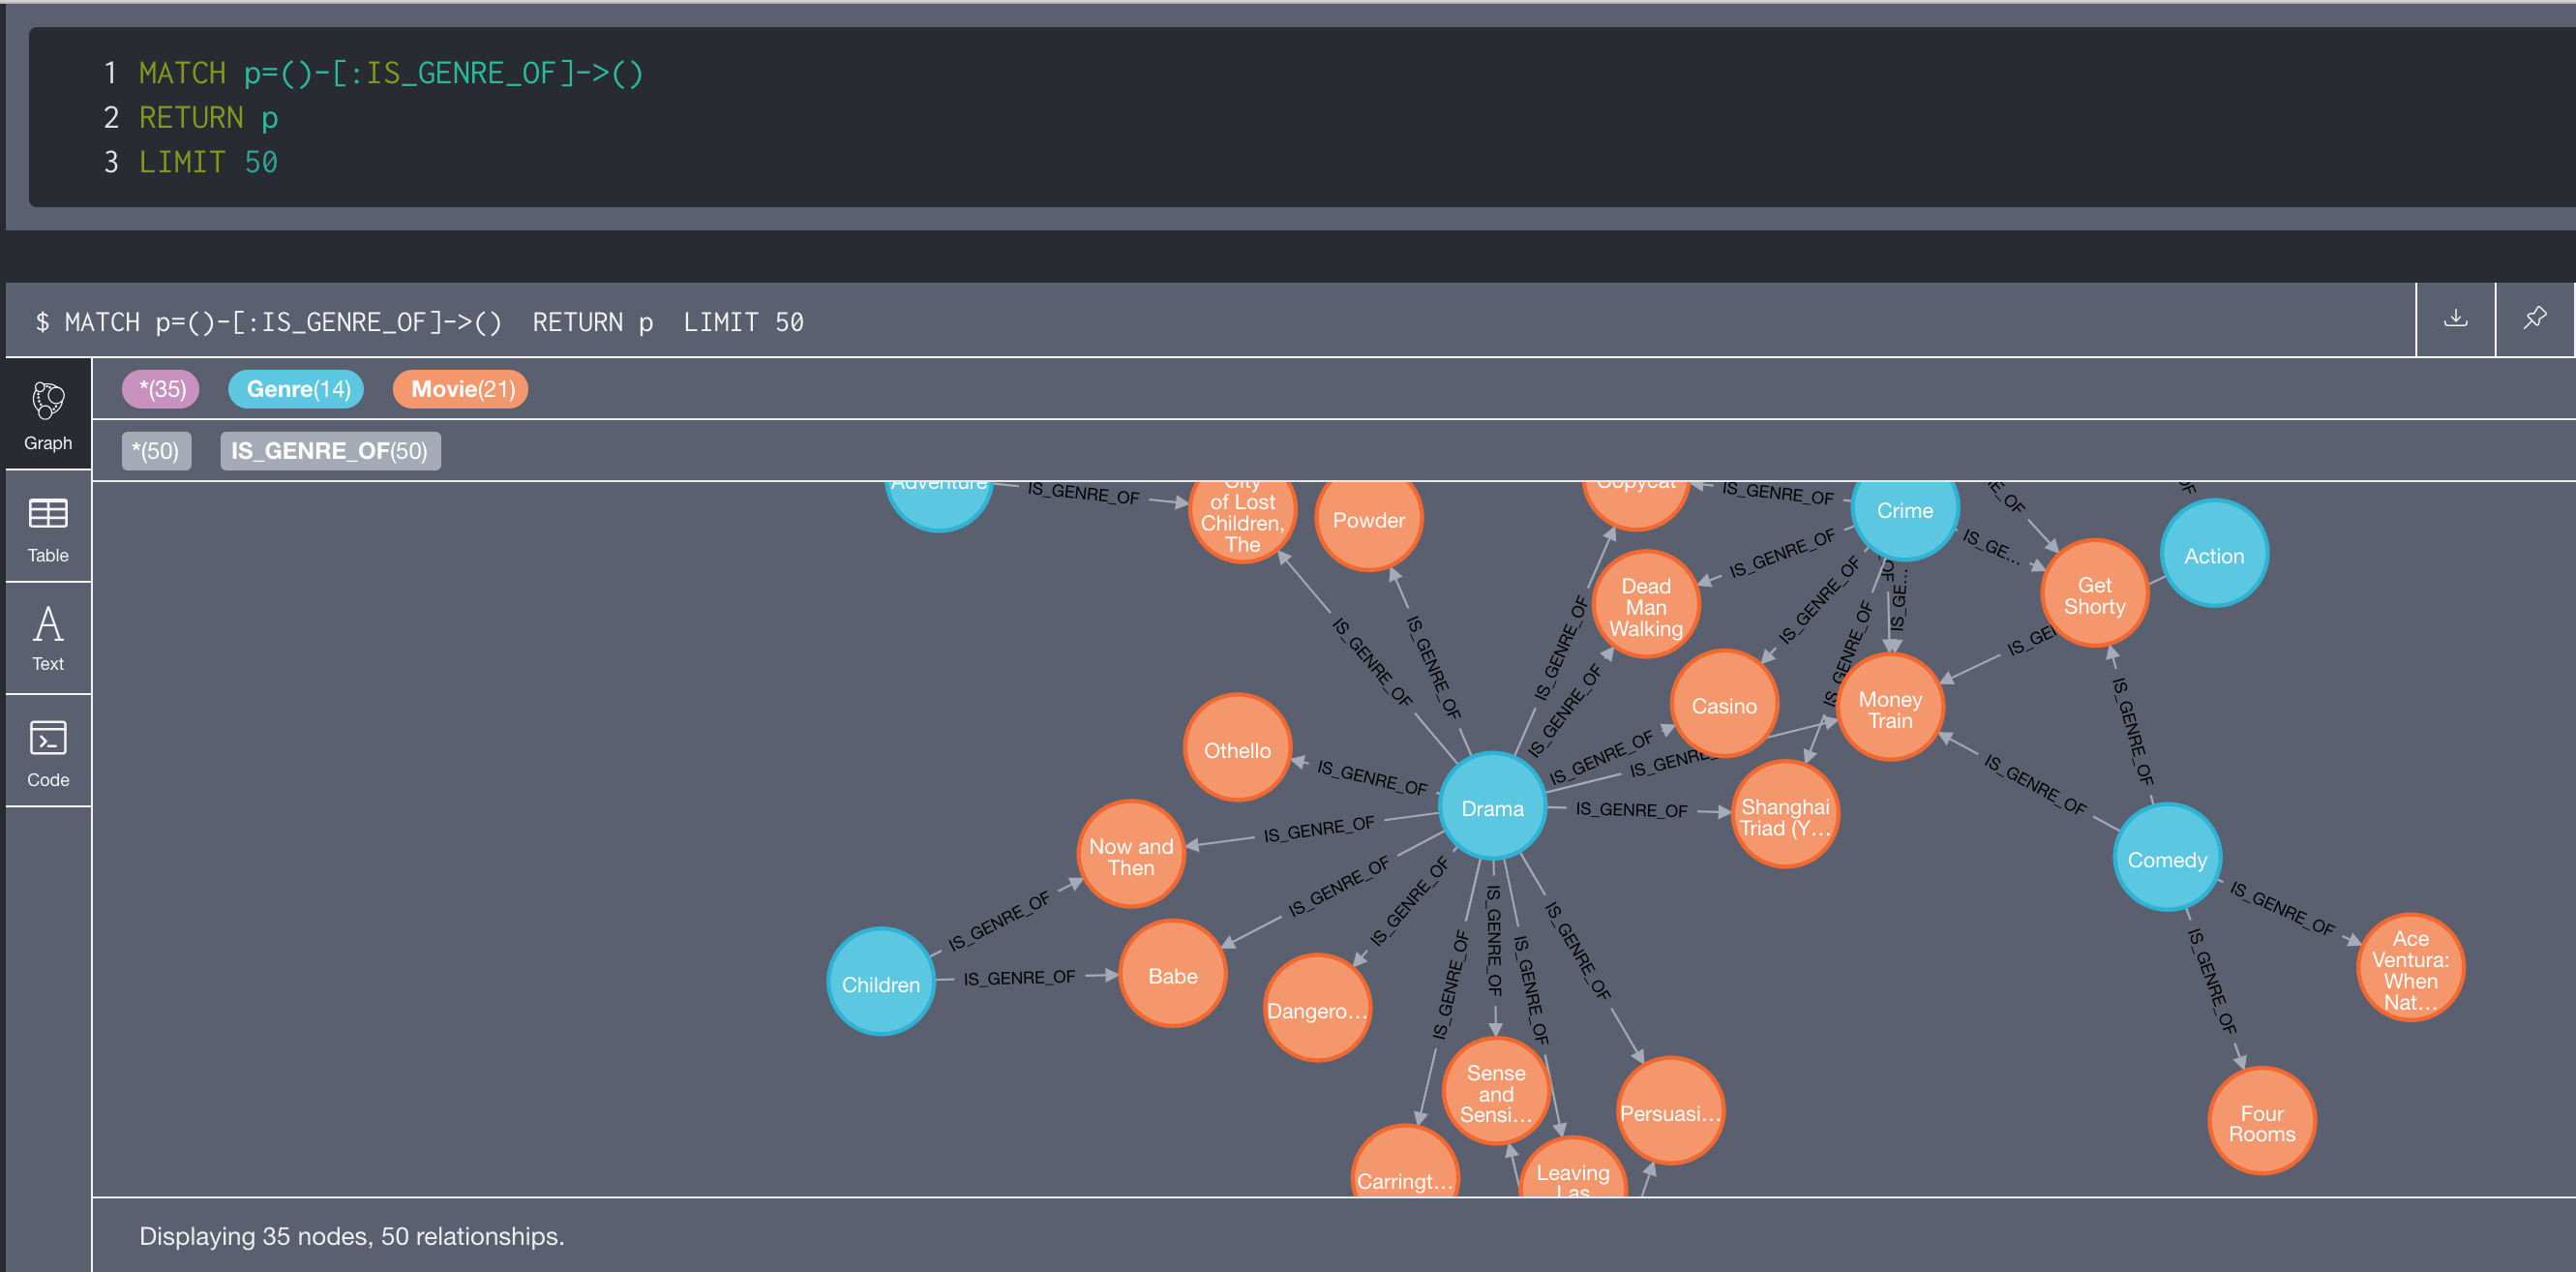 1 MATCH p=()-[:IS_GENRE_OF]->()
2 RETURN p
3 LIMIT 50
$ MATCH p=()-[:IS_GENRE_OF]->() RETURN p LIMIT 50
*(35) Genre(14) Movie(21)
*(50) IS_GENRE_OF(50)
Graph
Table
Text
Code
Adventure
IS_GENRE_OF
City
of Lost
Children,
The
Powder
Copycat
IS_GENRE_OF
Crime
Action
IS_GENRE_OF
IS_GE...
Dead
Man
Walking
Get
Shorty
IS_GENRE_OF
IS_GE...
IS_GENRE_OF
IS_GENRE_OF
IS_GENRE_OF
IS_GENRE_OF
IS_GENRE_OF
Casino
Money
Train
IS_GENRE_OF
Othello
IS_GENRE_OF
IS_GENRE_OF
IS_GENRE_OF
Drama
IS_GENRE_OF
Shanghai
Triad (Y...
IS_GENRE_OF
IS_GENRE_OF
Now and
Then
Comedy
IS_GENRE_OF
IS_GENRE_OF
IS_GENRE_OF
IS_GENRE_OF
Children
IS_GENRE_OF
Babe
Dangero...
IS_GENRE_OF
IS_GENRE_OF
IS_GENRE_OF
IS_GENRE_OF
IS_GENRE_OF
Ace
Ventura:
When
Nat...
Sense
and
Sensi...
Persuasi...
Four
Rooms
Carringt...
Leaving
Las
Displaying 35 nodes, 50 relationships.